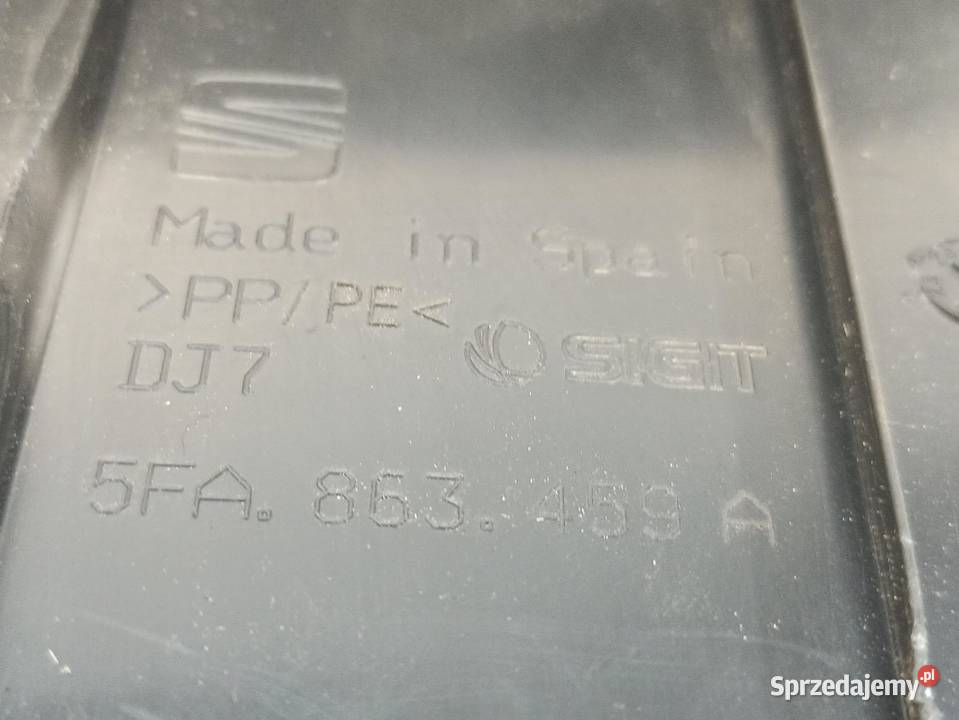 Made in Spain
>PP/PE<
DJ7
SIGIT
5FA. 863. 459 A
Sprzedajemy.pl